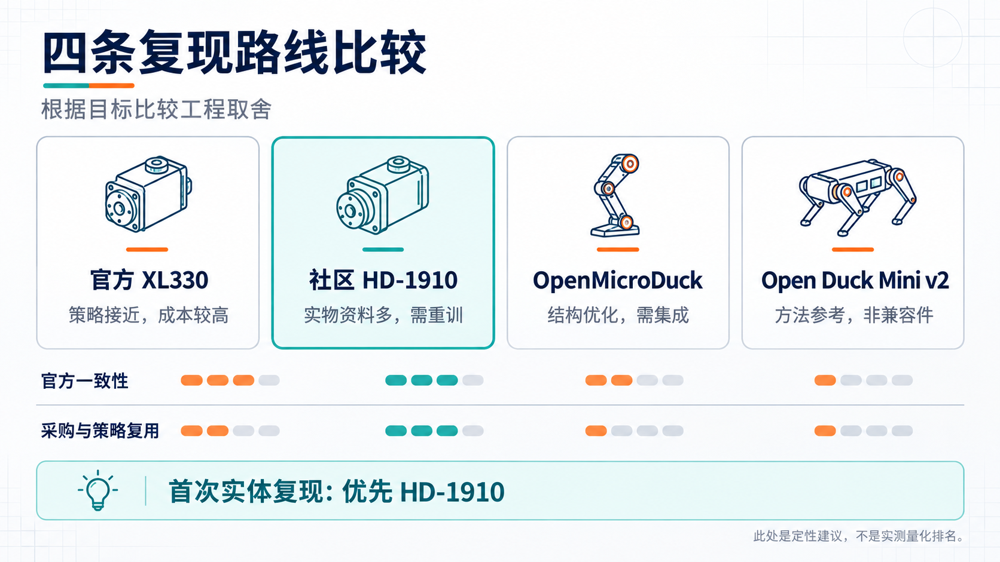 四条复现路线比较
根据目标比较工程取舍
官方 XL330
策略接近，成本较高
社区 HD-1910
实物资料多，需重训
OpenMicroDuck
结构优化，需集成
Open Duck Mini v2
方法参考，非兼容件
官方一致性
采购与策略复用
首次实体复现：优先 HD-1910
此处是定性建议，不是实测量化排名。